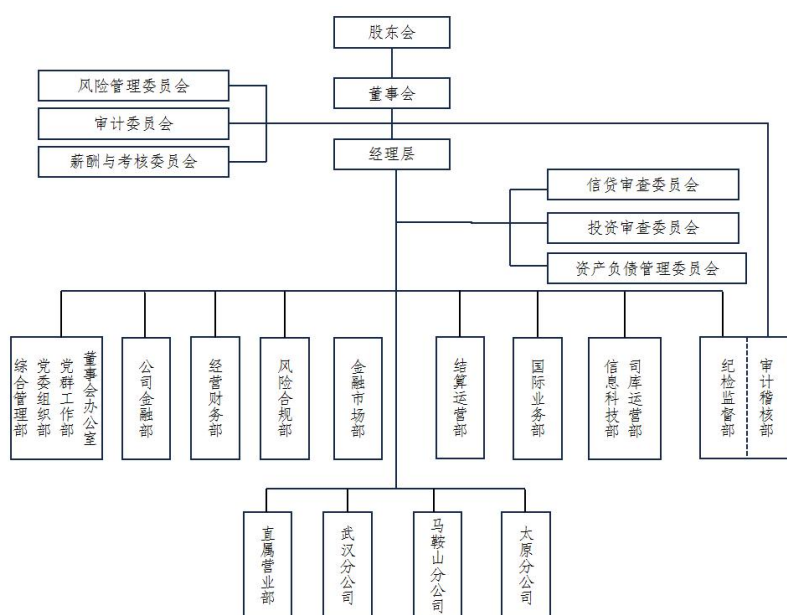 股东会
董事会
风险管理委员会
审计委员会
薪酬与考核委员会
经理层
信贷审查委员会
投资审查委员会
资产负债管理委员会
董事会办公室
党群工作部
党委组织部
综合管理部
公司金融部
经营财务部
风险合规部
金融市场部
结算运营部
国际业务部
司库运营部
信息科技部
纪检监督部
审计稽核部
直属营业部
武汉分公司
马鞍山分公司
太原分公司